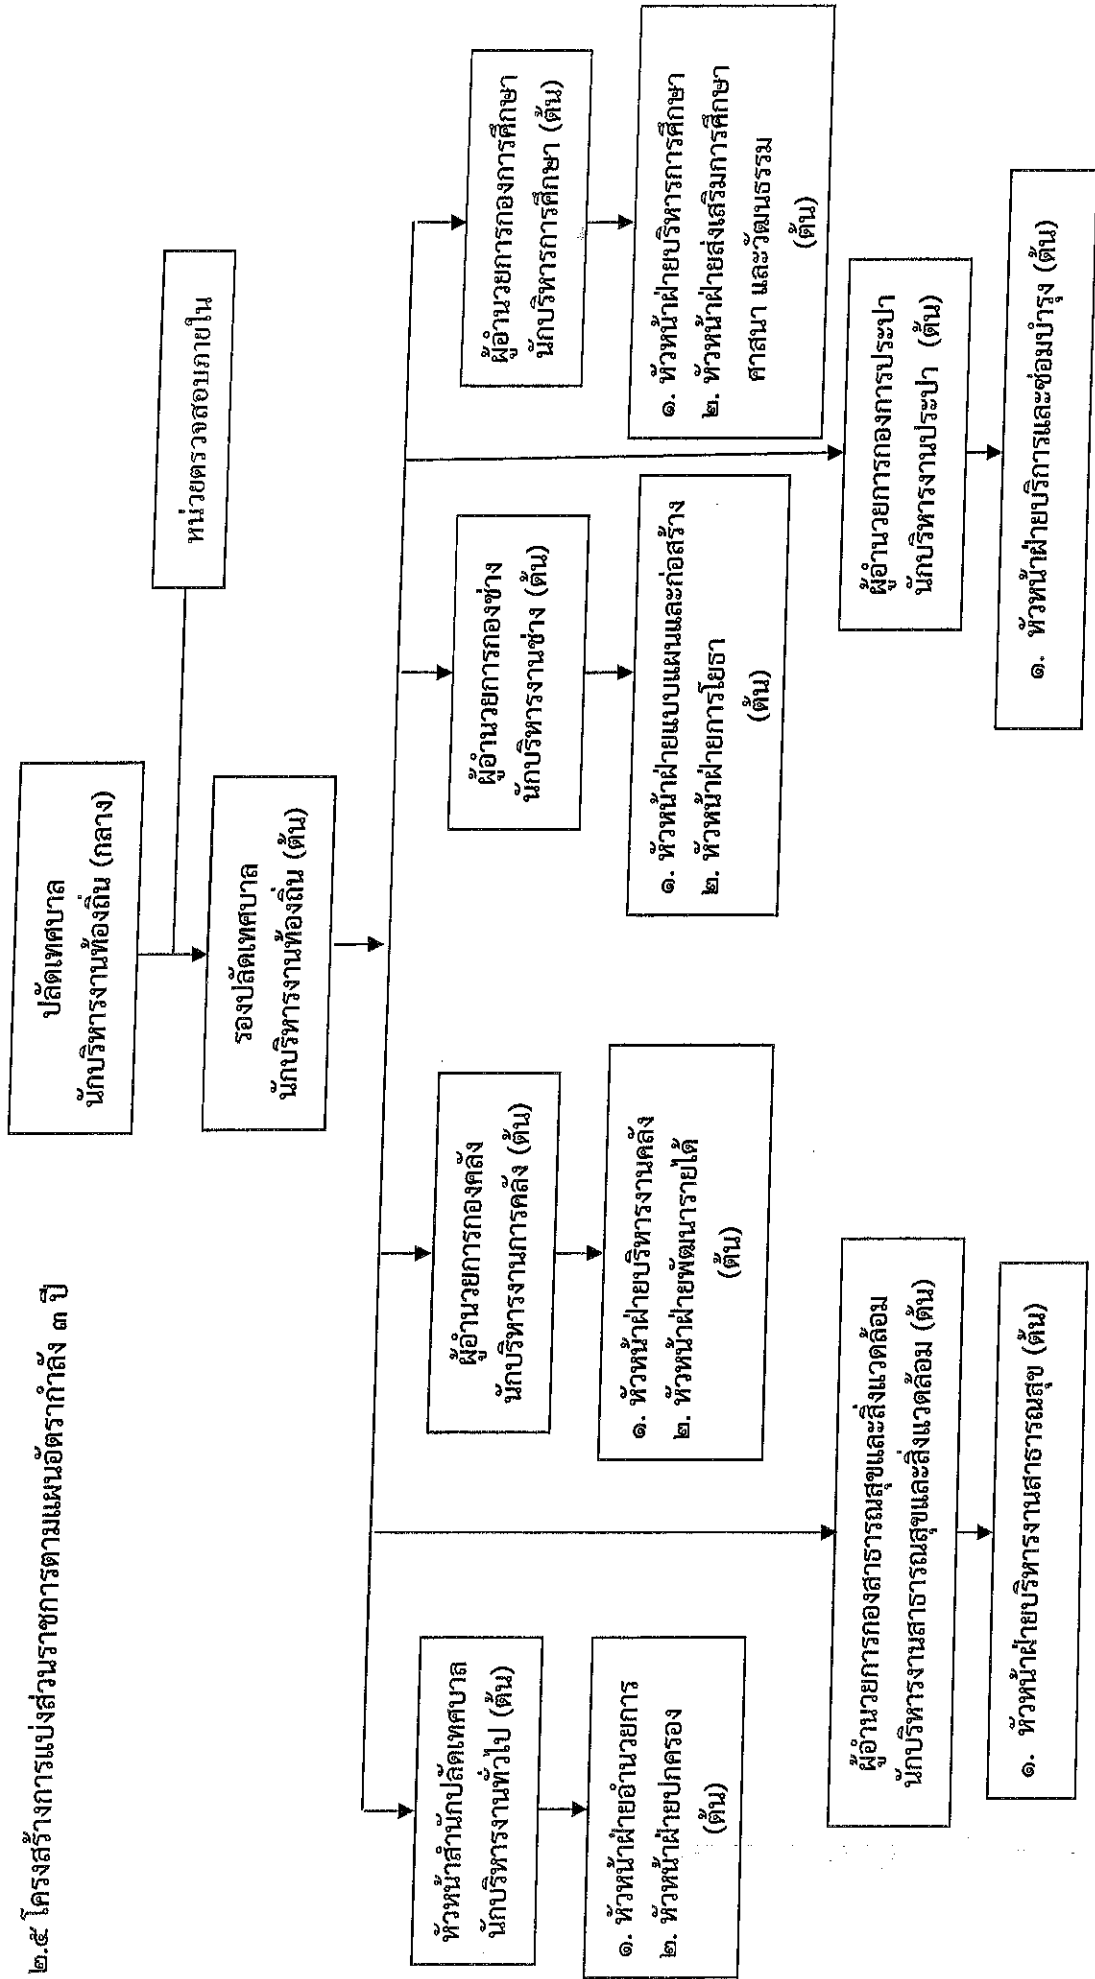 ๒.๕ โครงสร้างการแบ่งส่วนราชการตามแผนอัตรากำลัง ๓ ปี
ปลัดเทศบาล
นักบริหารงานท้องถิ่น (กลาง)
หน่วยตรวจสอบภายใน
รองปลัดเทศบาล
นักบริหารงานท้องถิ่น (ต้น)
หัวหน้าสำนักปลัดเทศบาล
นักบริหารงานทั่วไป (ต้น)
๑. หัวหน้าฝ่ายอำนวยการ
๒. หัวหน้าฝ่ายปกครอง
(ต้น)
ผู้อำนวยการกองคลัง
นักบริหารงานการคลัง (ต้น)
๑. หัวหน้าฝ่ายบริหารงานคลัง
๒. หัวหน้าฝ่ายพัฒนารายได้
(ต้น)
ผู้อำนวยการกองช่าง
นักบริหารงานช่าง (ต้น)
๑. หัวหน้าฝ่ายแบบแผนและก่อสร้าง
๒. หัวหน้าฝ่ายการโยธา
(ต้น)
ผู้อำนวยการกองการศึกษา
นักบริหารการศึกษา (ต้น)
๑. หัวหน้าฝ่ายบริหารการศึกษา
๒. หัวหน้าฝ่ายส่งเสริมการศึกษา
ศาสนา และวัฒนธรรม
(ต้น)
ผู้อำนวยการกองสาธารณสุขและสิ่งแวดล้อม
นักบริหารงานสาธารณสุขและสิ่งแวดล้อม (ต้น)
๑. หัวหน้าฝ่ายบริหารงานสาธารณสุข (ต้น)
ผู้อำนวยการกองการประปา
นักบริหารงานประปา (ต้น)
๑. หัวหน้าฝ่ายบริการและซ่อมบำรุง (ต้น)